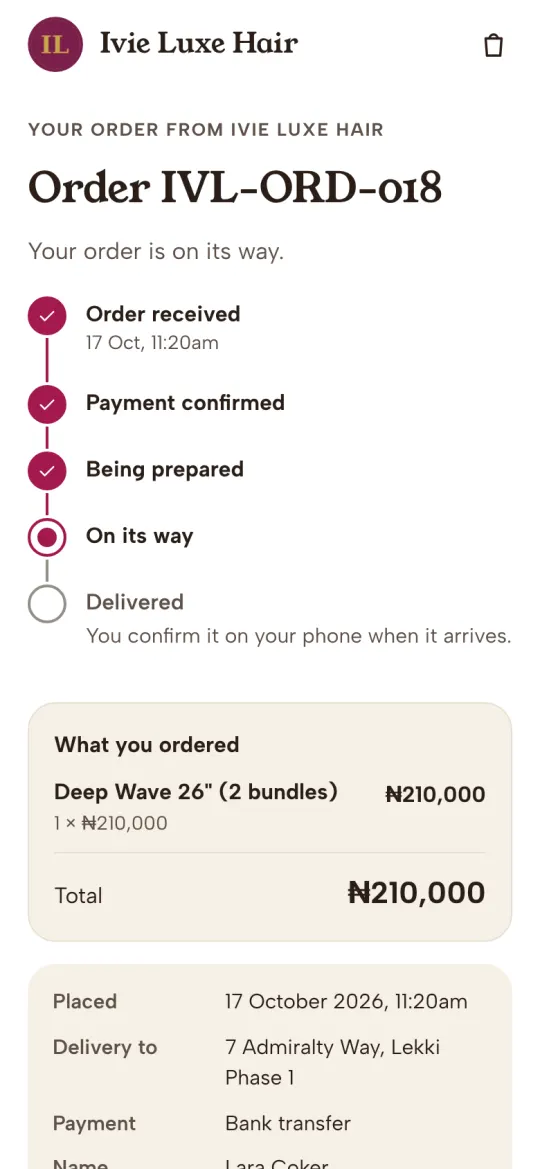 IL
Ivie Luxe Hair
YOUR ORDER FROM IVIE LUXE HAIR
Order IVL-ORD-018
Your order is on its way.
Order received
17 Oct, 11:20am
Payment confirmed
Being prepared
On its way
Delivered
You confirm it on your phone when it arrives.
What you ordered
Deep Wave 26" (2 bundles) ₦210,000
1 × ₦210,000
Total ₦210,000
Placed 17 October 2026, 11:20am
Delivery to 7 Admiralty Way, Lekki
Phase 1
Payment Bank transfer
Name Lara Coker